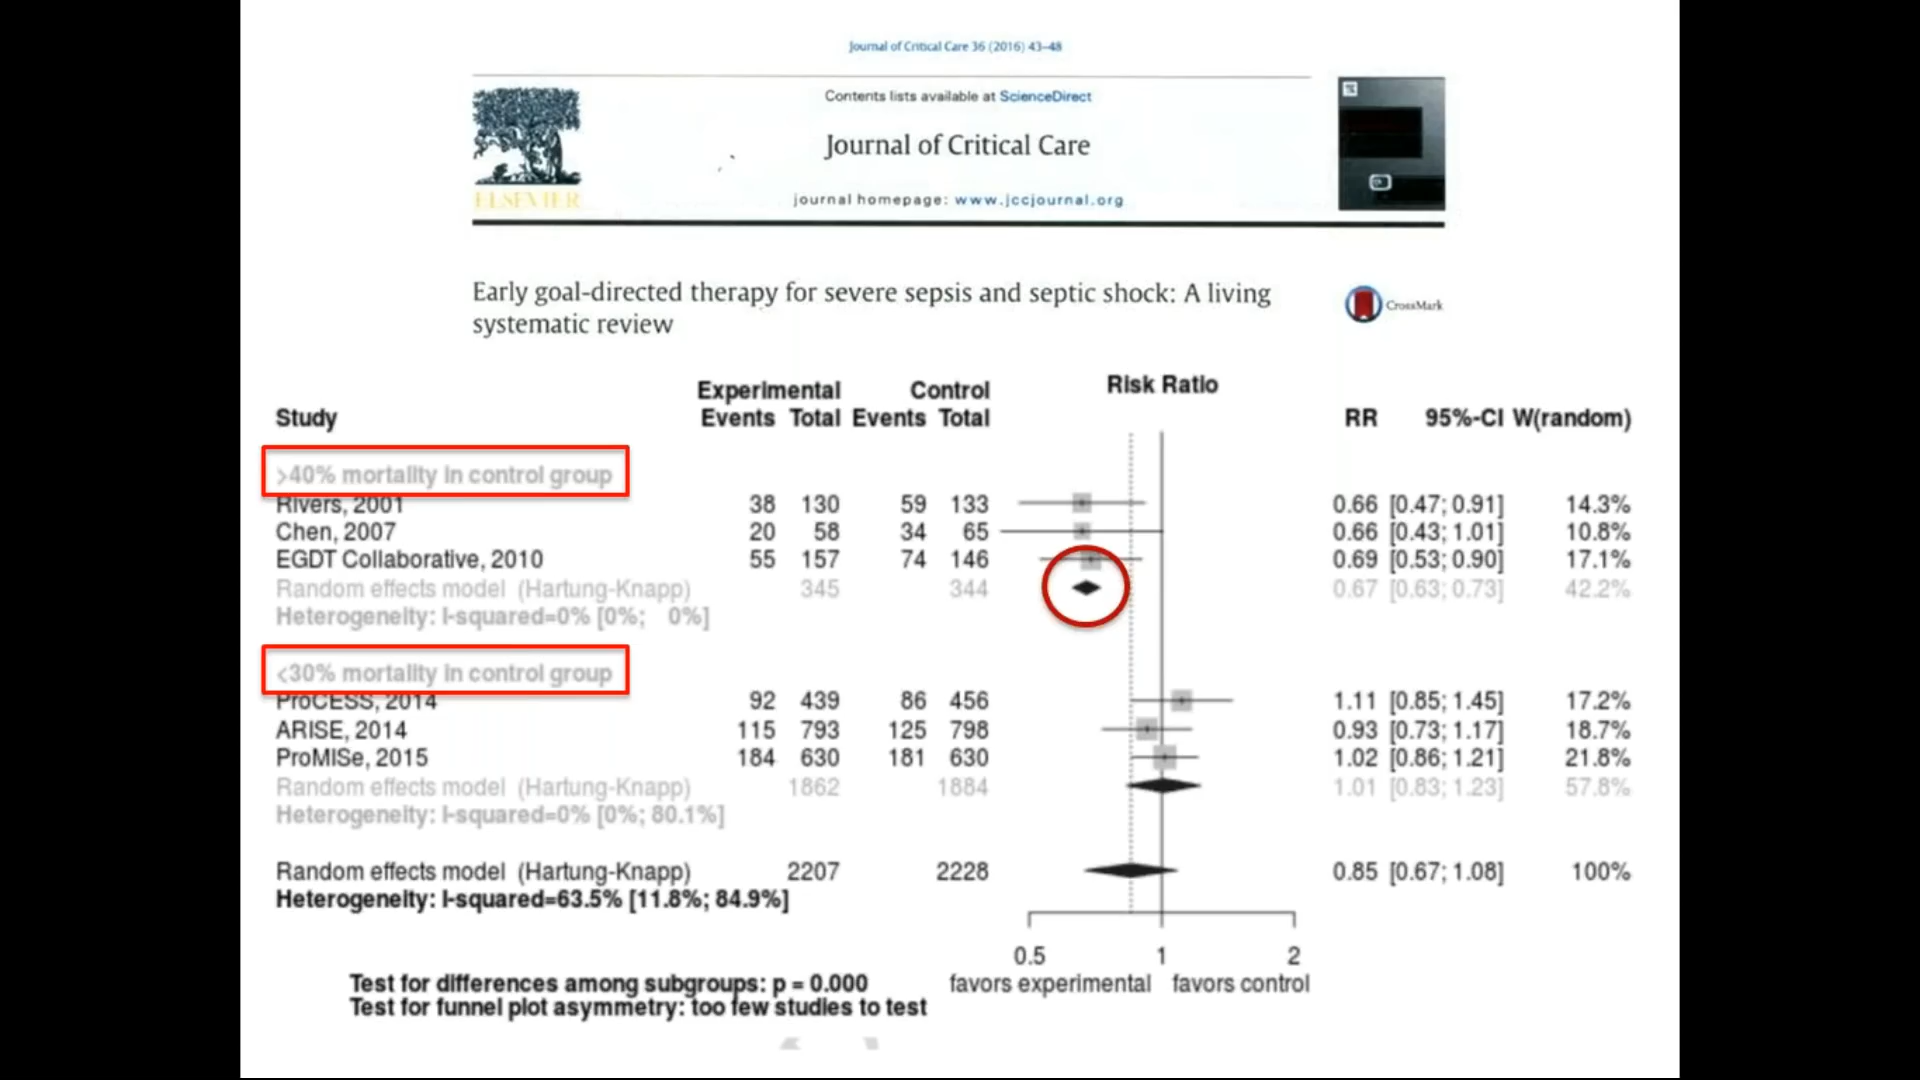 Journal of Critical Care 36 (2016) 43–48
Contents lists available at ScienceDirect
Journal of Critical Care
journal homepage: www.jccjournal.org
ELSEVIER
Early goal-directed therapy for severe sepsis and septic shock: A living
systematic review
CrossMark
Experimental Control Risk Ratio
Study Events Total Events Total RR 95%-CI W(random)
>40% mortality in control group
Rivers, 2001 38 130 59 133 0.66 [0.47; 0.91] 14.3%
Chen, 2007 20 58 34 65 0.66 [0.43; 1.01] 10.8%
EGDT Collaborative, 2010 55 157 74 146 0.69 [0.53; 0.90] 17.1%
Random effects model (Hartung-Knapp) 345 344 0.67 [0.63; 0.73] 42.2%
Heterogeneity: I-squared=0% [0%; 0%]
<30% mortality in control group
ProCESS, 2014 92 439 86 456 1.11 [0.85; 1.45] 17.2%
ARISE, 2014 115 793 125 798 0.93 [0.73; 1.17] 18.7%
ProMISe, 2015 184 630 181 630 1.02 [0.86; 1.21] 21.8%
Random effects model (Hartung-Knapp) 1862 1884 1.01 [0.83; 1.23] 57.8%
Heterogeneity: I-squared=0% [0%; 80.1%]
Random effects model (Hartung-Knapp) 2207 2228 0.85 [0.67; 1.08] 100%
Heterogeneity: I-squared=63.5% [11.8%; 84.9%]
0.5 1 2
favors experimental favors control
Test for differences among subgroups: p = 0.000
Test for funnel plot asymmetry: too few studies to test